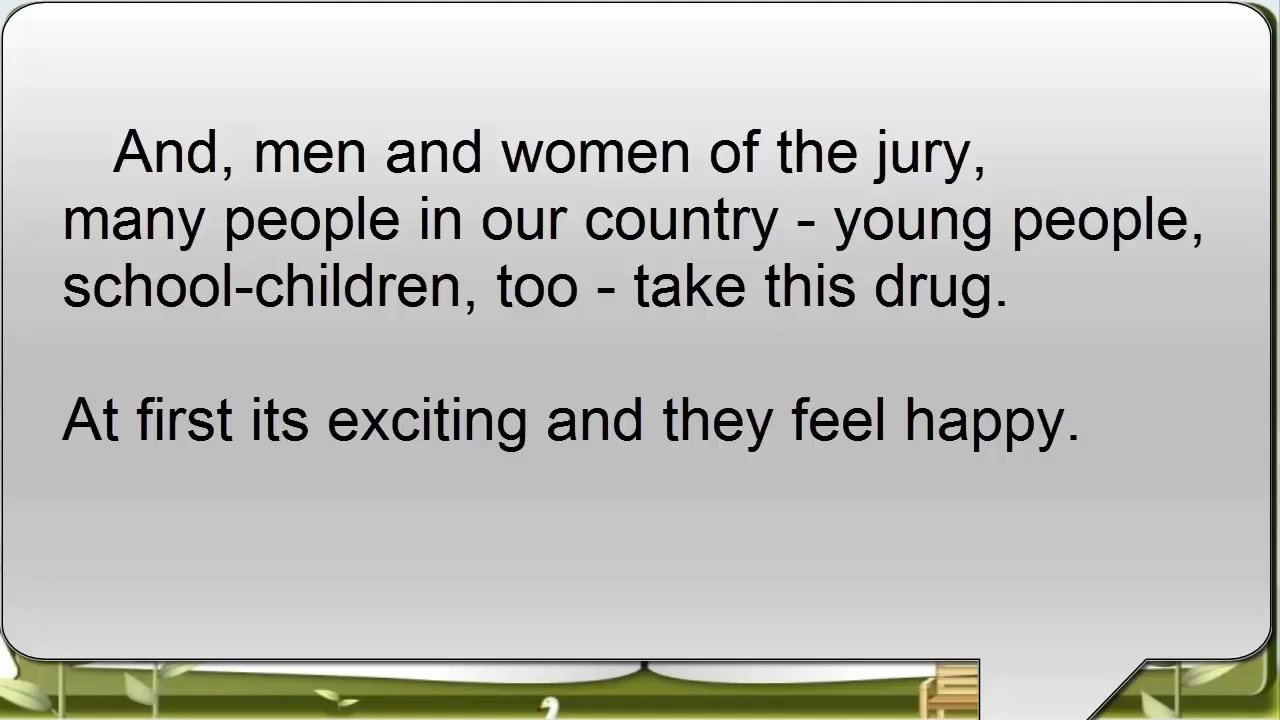 And, men and women of the jury,
many people in our country - young people,
school-children, too - take this drug.
At first its exciting and they feel happy.